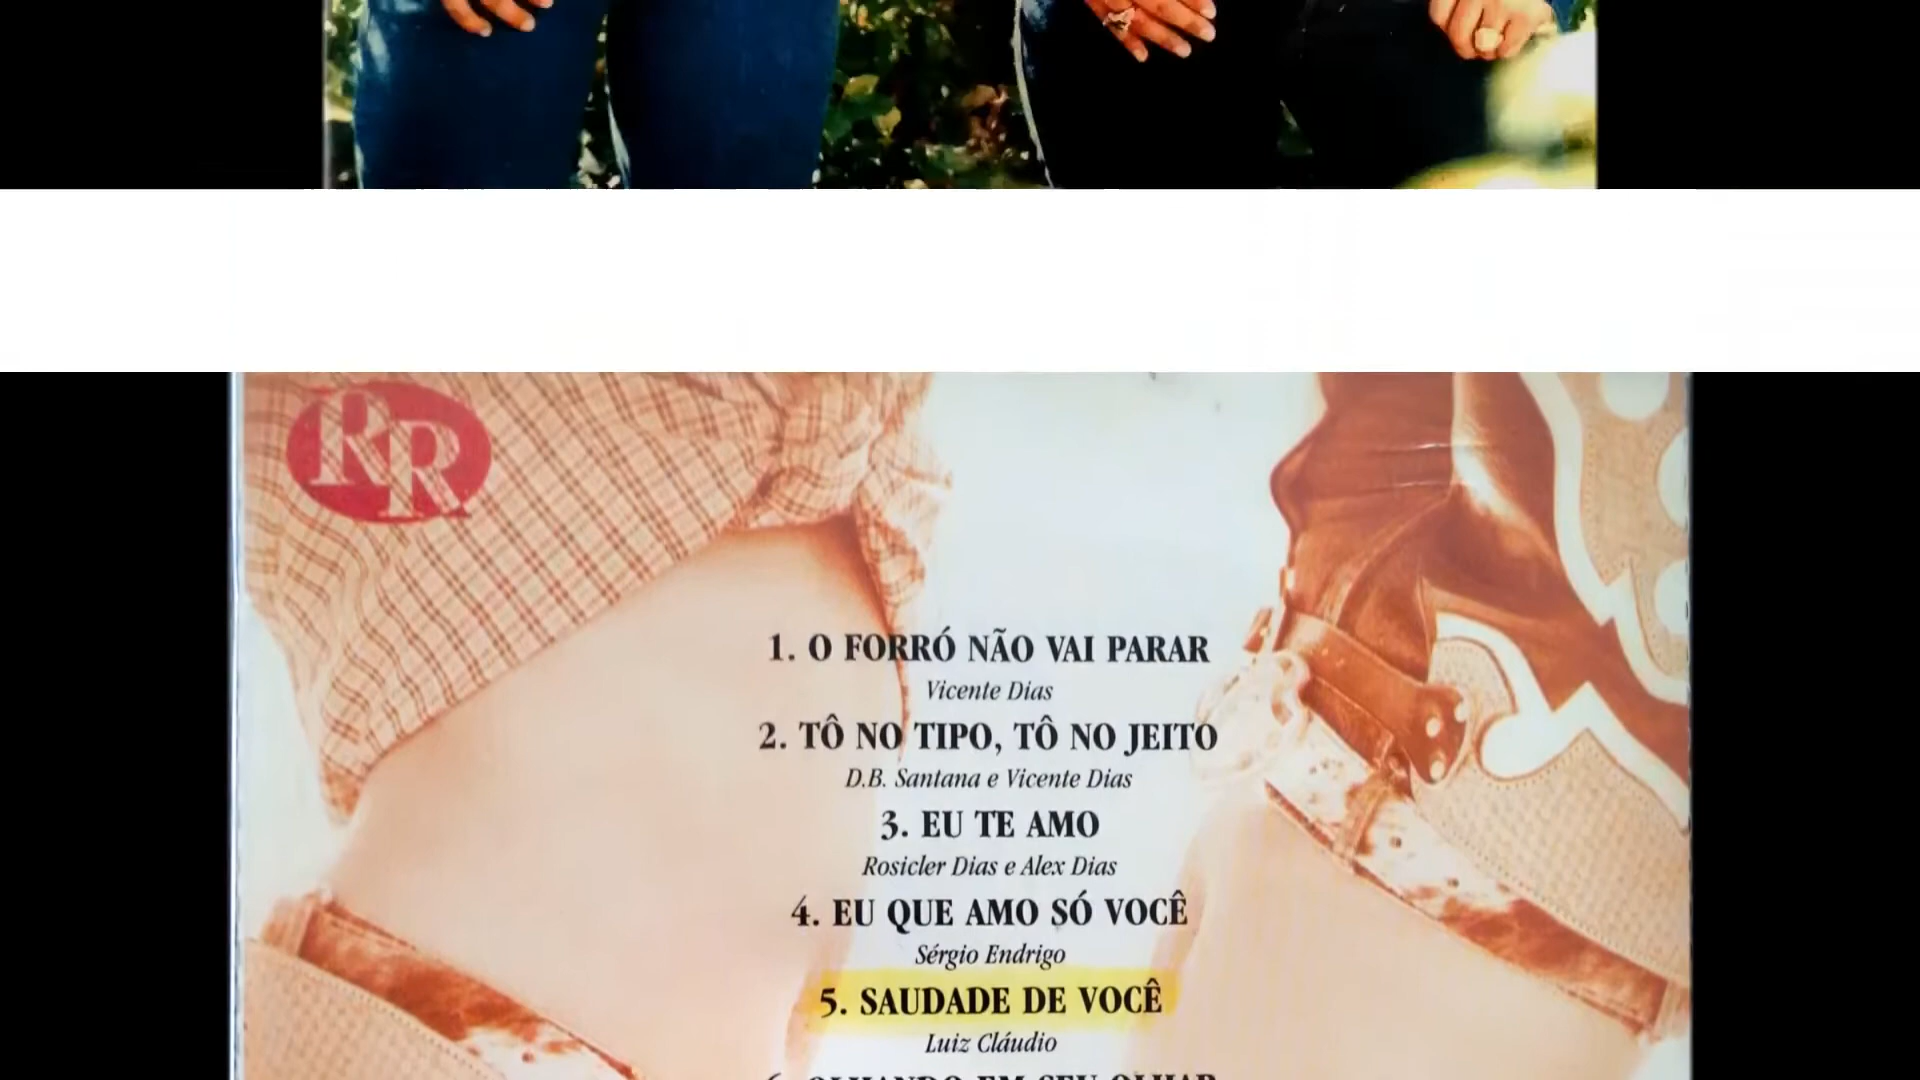 RR
1. O FORRÓ NÃO VAI PARAR
Vicente Dias
2. TÔ NO TIPO, TÔ NO JEITO
D.B. Santana e Vicente Dias
3. EU TE AMO
Rosicler Dias e Alex Dias
4. EU QUE AMO SÓ VOCÊ
Sérgio Endrigo
5. SAUDADE DE VOCÊ
Luiz Cláudio